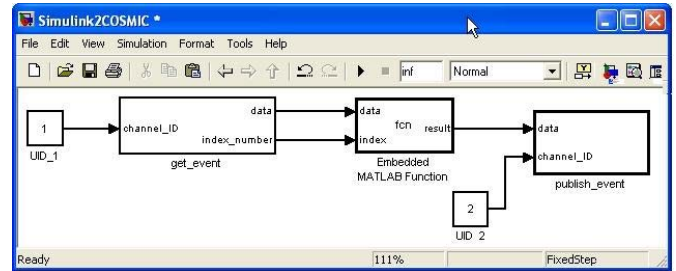 Simulink2COSMIC *
File Edit View Simulation Format Tools Help
inf Normal
data data
1 channel_ID fcn result data
index_number index
UID_1 get_event Embedded channel_ID
MATLAB Function publish_event
2
UID 2
Ready 111% FixedStep